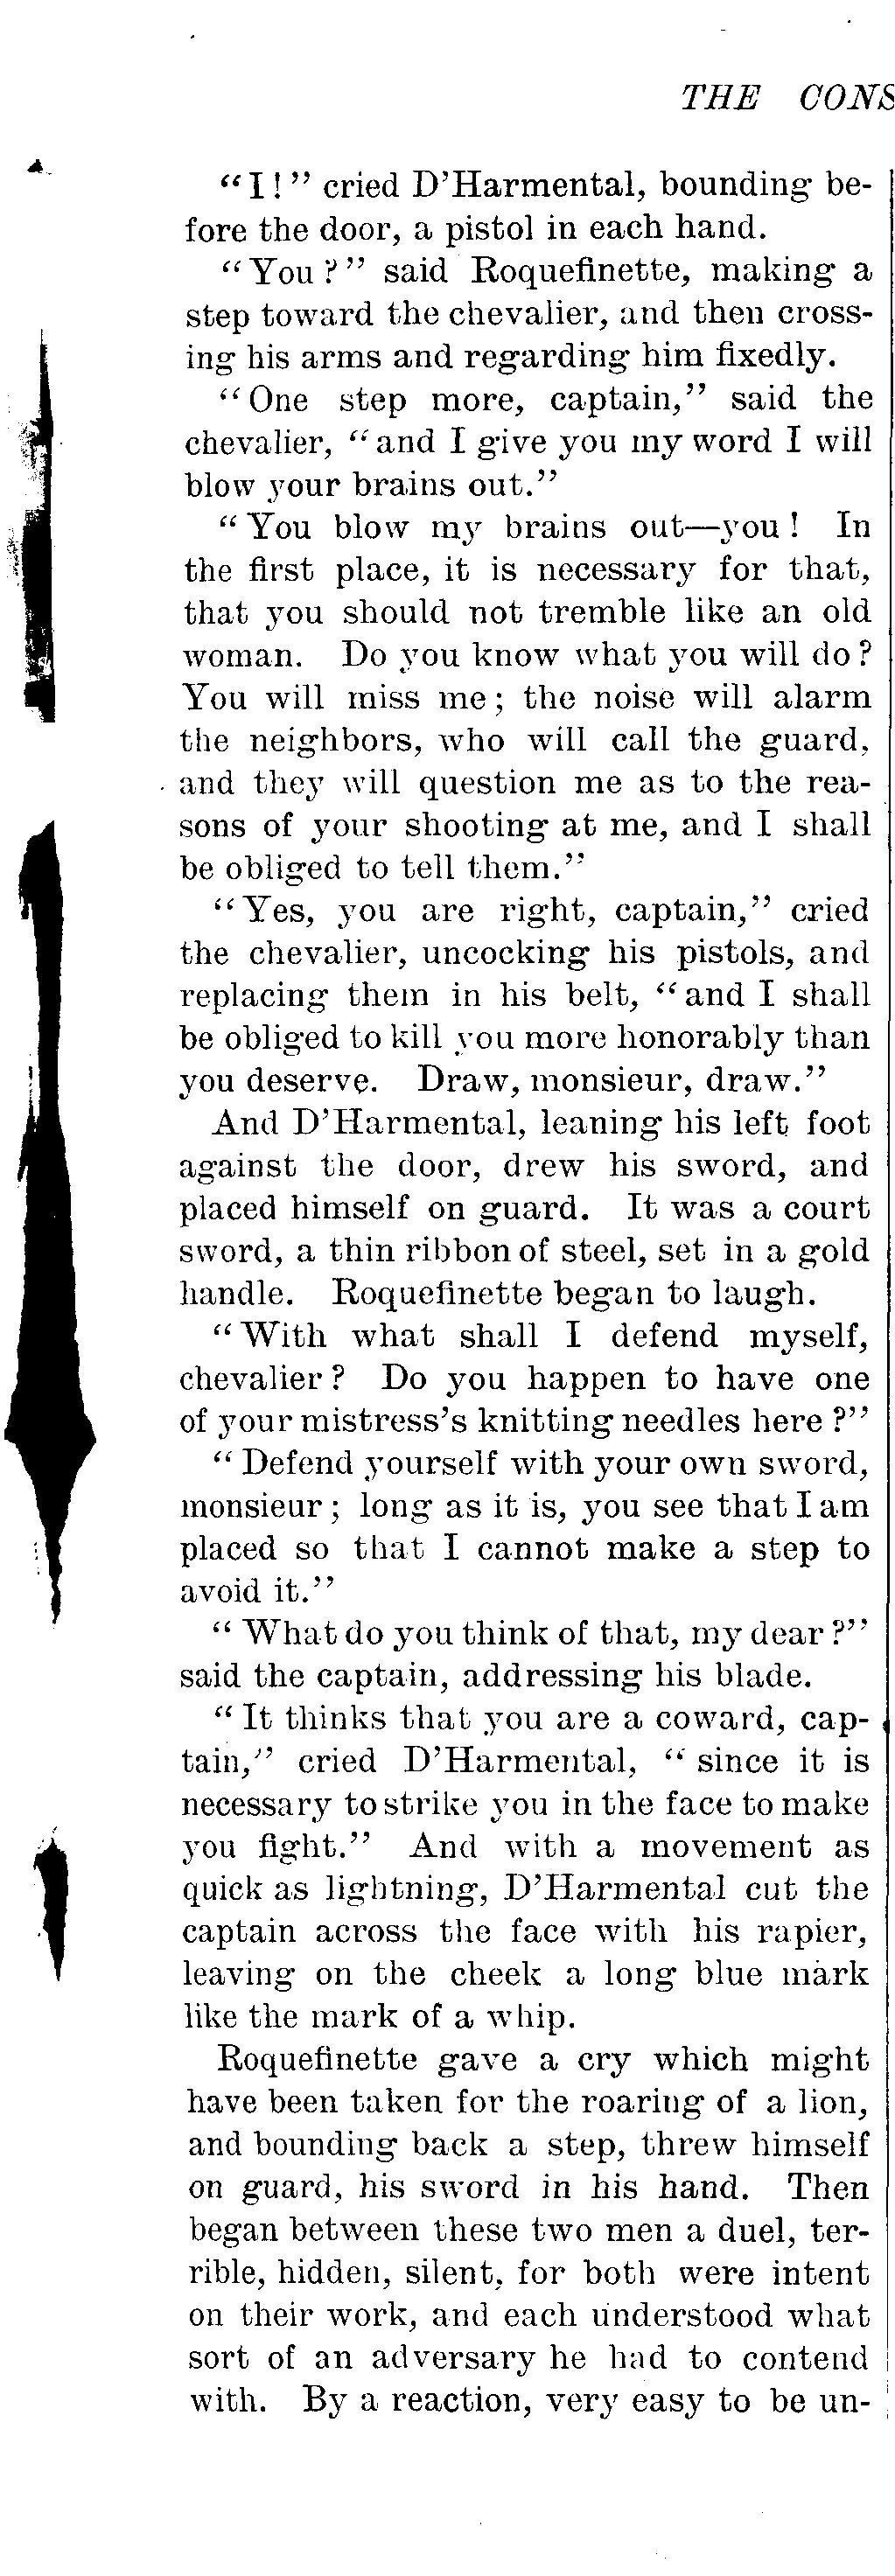 THE CONS
"I!" cried D'Harmental, bounding be-
fore the door, a pistol in each hand.
"You?" said Roquefinette, making a
step toward the chevalier, and then cross-
ing his arms and regarding him fixedly.
"One step more, captain," said the
chevalier, "and I give you my word I will
blow your brains out."
"You blow my brains out—you! In
the first place, it is necessary for that,
that you should not tremble like an old
woman. Do you know what you will do?
You will miss me; the noise will alarm
the neighbors, who will call the guard,
and they will question me as to the rea-
sons of your shooting at me, and I shall
be obliged to tell them."
"Yes, you are right, captain," cried
the chevalier, uncocking his pistols, and
replacing them in his belt, "and I shall
be obliged to kill you more honorably than
you deserve. Draw, monsieur, draw."
And D'Harmental, leaning his left foot
against the door, drew his sword, and
placed himself on guard. It was a court
sword, a thin ribbon of steel, set in a gold
handle. Roquefinette began to laugh.
"With what shall I defend myself,
chevalier? Do you happen to have one
of your mistress's knitting needles here?"
"Defend yourself with your own sword,
monsieur; long as it is, you see that I am
placed so that I cannot make a step to
avoid it."
"What do you think of that, my dear?"
said the captain, addressing his blade.
"It thinks that you are a coward, cap-
tain," cried D'Harmental, "since it is
necessary to strike you in the face to make
you fight." And with a movement as
quick as lightning, D'Harmental cut the
captain across the face with his rapier,
leaving on the cheek a long blue mark
like the mark of a whip.
Roquefinette gave a cry which might
have been taken for the roaring of a lion,
and bounding back a step, threw himself
on guard, his sword in his hand. Then
began between these two men a duel, ter-
rible, hidden, silent, for both were intent
on their work, and each understood what
sort of an adversary he had to contend
with. By a reaction, very easy to be un-